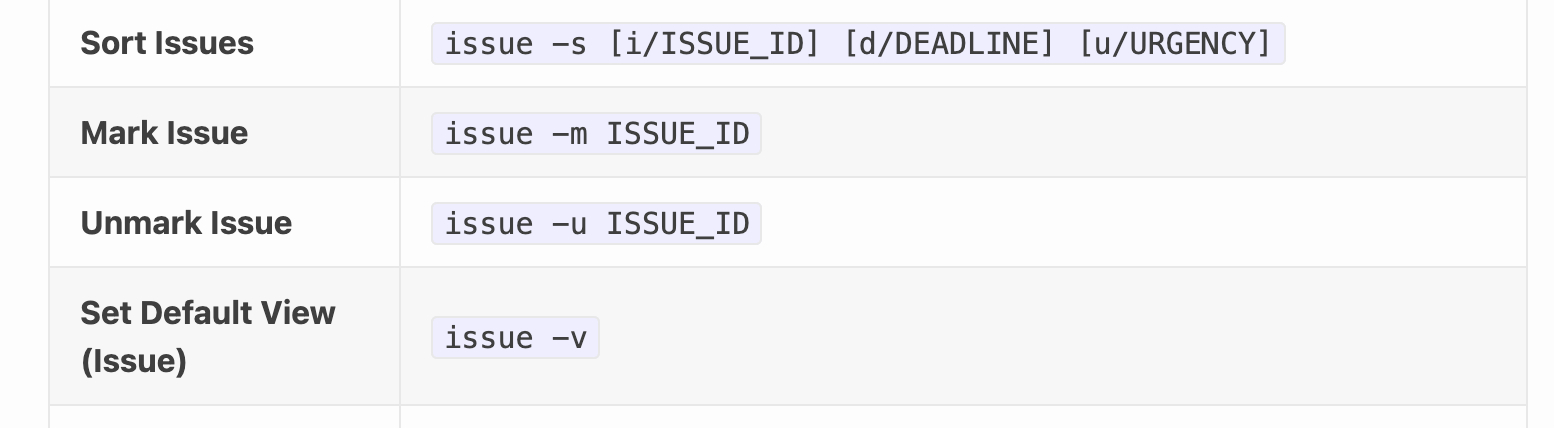 Sort Issues
issue -s [i/ISSUE_ID] [d/DEADLINE] [u/URGENCY]
Mark Issue
issue -m ISSUE_ID
Unmark Issue
issue -u ISSUE_ID
Set Default View
(Issue)
issue -v